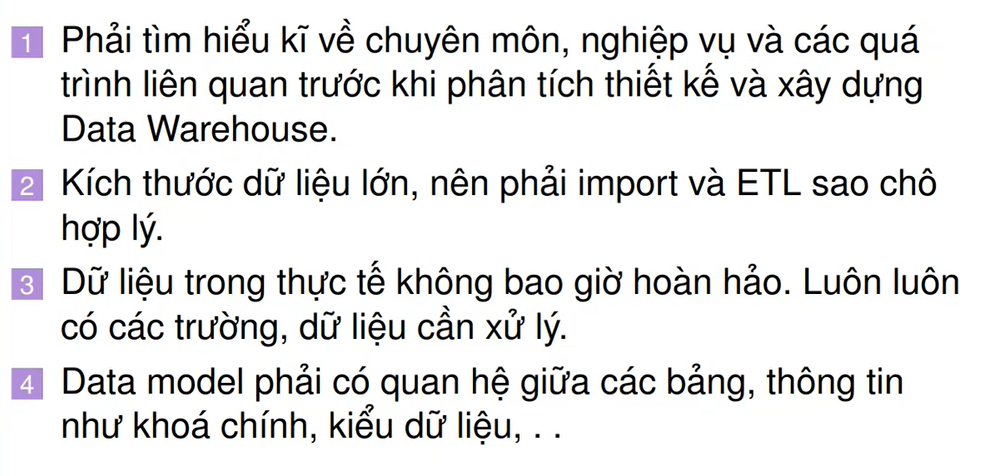 1 Phải tìm hiểu kĩ về chuyên môn, nghiệp vụ và các quá
trình liên quan trước khi phân tích thiết kế và xây dựng
Data Warehouse.
2 Kích thước dữ liệu lớn, nên phải import và ETL sao chô
hợp lý.
3 Dữ liệu trong thực tế không bao giờ hoàn hảo. Luôn luôn
có các trường, dữ liệu cần xử lý.
4 Data model phải có quan hệ giữa các bảng, thông tin
như khoá chính, kiểu dữ liệu, . .